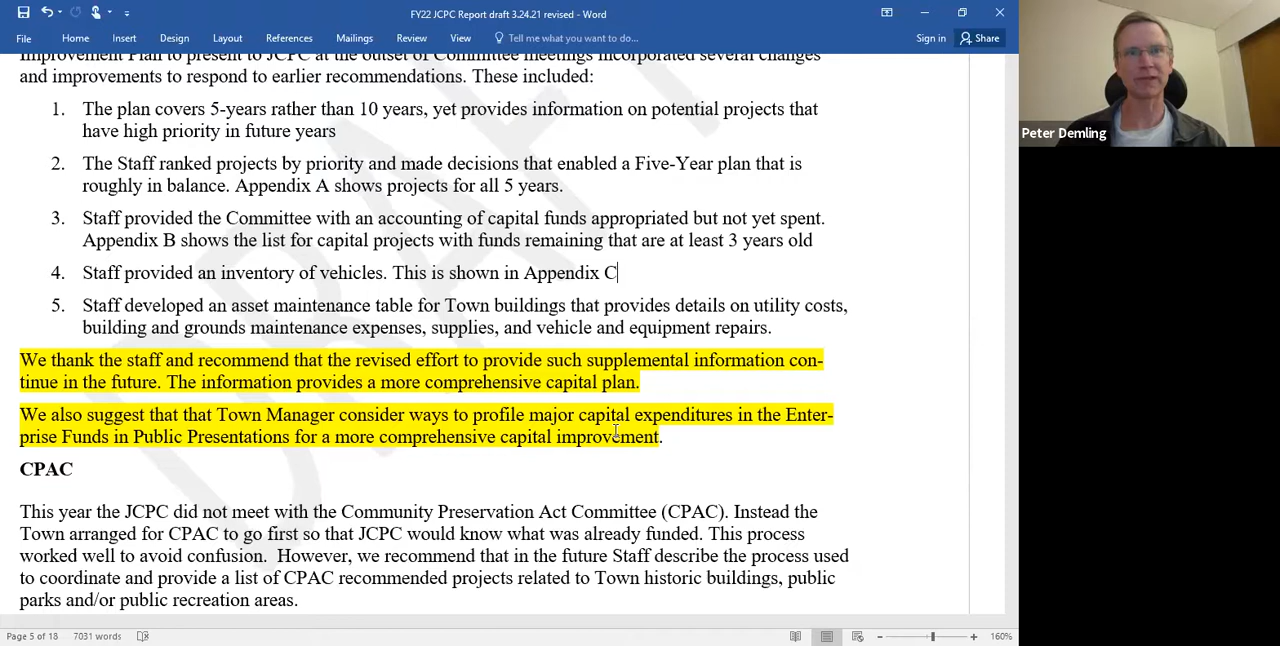 FY22 JCPC Report draft 3.24.21 revised - Word
File Home Insert Design Layout References Mailings Review View Tell me what you want to do... Sign in Share
Improvement Plan to present to JCPC at the outset of Committee meetings incorporated several changes
and improvements to respond to earlier recommendations. These included:
1. The plan covers 5-years rather than 10 years, yet provides information on potential projects that
have high priority in future years
2. The Staff ranked projects by priority and made decisions that enabled a Five-Year plan that is
roughly in balance. Appendix A shows projects for all 5 years.
3. Staff provided the Committee with an accounting of capital funds appropriated but not yet spent.
Appendix B shows the list for capital projects with funds remaining that are at least 3 years old
4. Staff provided an inventory of vehicles. This is shown in Appendix C
5. Staff developed an asset maintenance table for Town buildings that provides details on utility costs,
building and grounds maintenance expenses, supplies, and vehicle and equipment repairs.
We thank the staff and recommend that the revised effort to provide such supplemental information con-
tinue in the future. The information provides a more comprehensive capital plan.
We also suggest that that Town Manager consider ways to profile major capital expenditures in the Enter-
prise Funds in Public Presentations for a more comprehensive capital improvement.
CPAC
This year the JCPC did not meet with the Community Preservation Act Committee (CPAC). Instead the
Town arranged for CPAC to go first so that JCPC would know what was already funded. This process
worked well to avoid confusion.  However, we recommend that in the future Staff describe the process used
to coordinate and provide a list of CPAC recommended projects related to Town historic buildings, public
parks and/or public recreation areas.
Page 5 of 18 7031 words 160%
Peter Demling
DRAFT